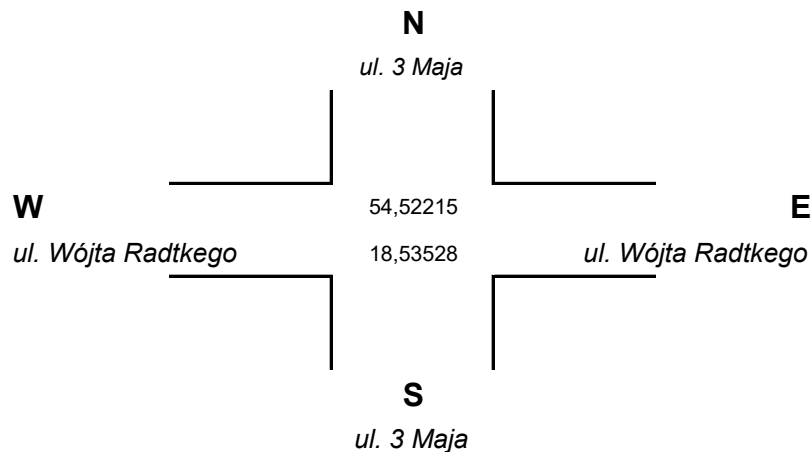 N
ul. 3 Maja
W
54,52215
E
ul. Wójta Radtkego
18,53528
ul. Wójta Radtkego
S
ul. 3 Maja